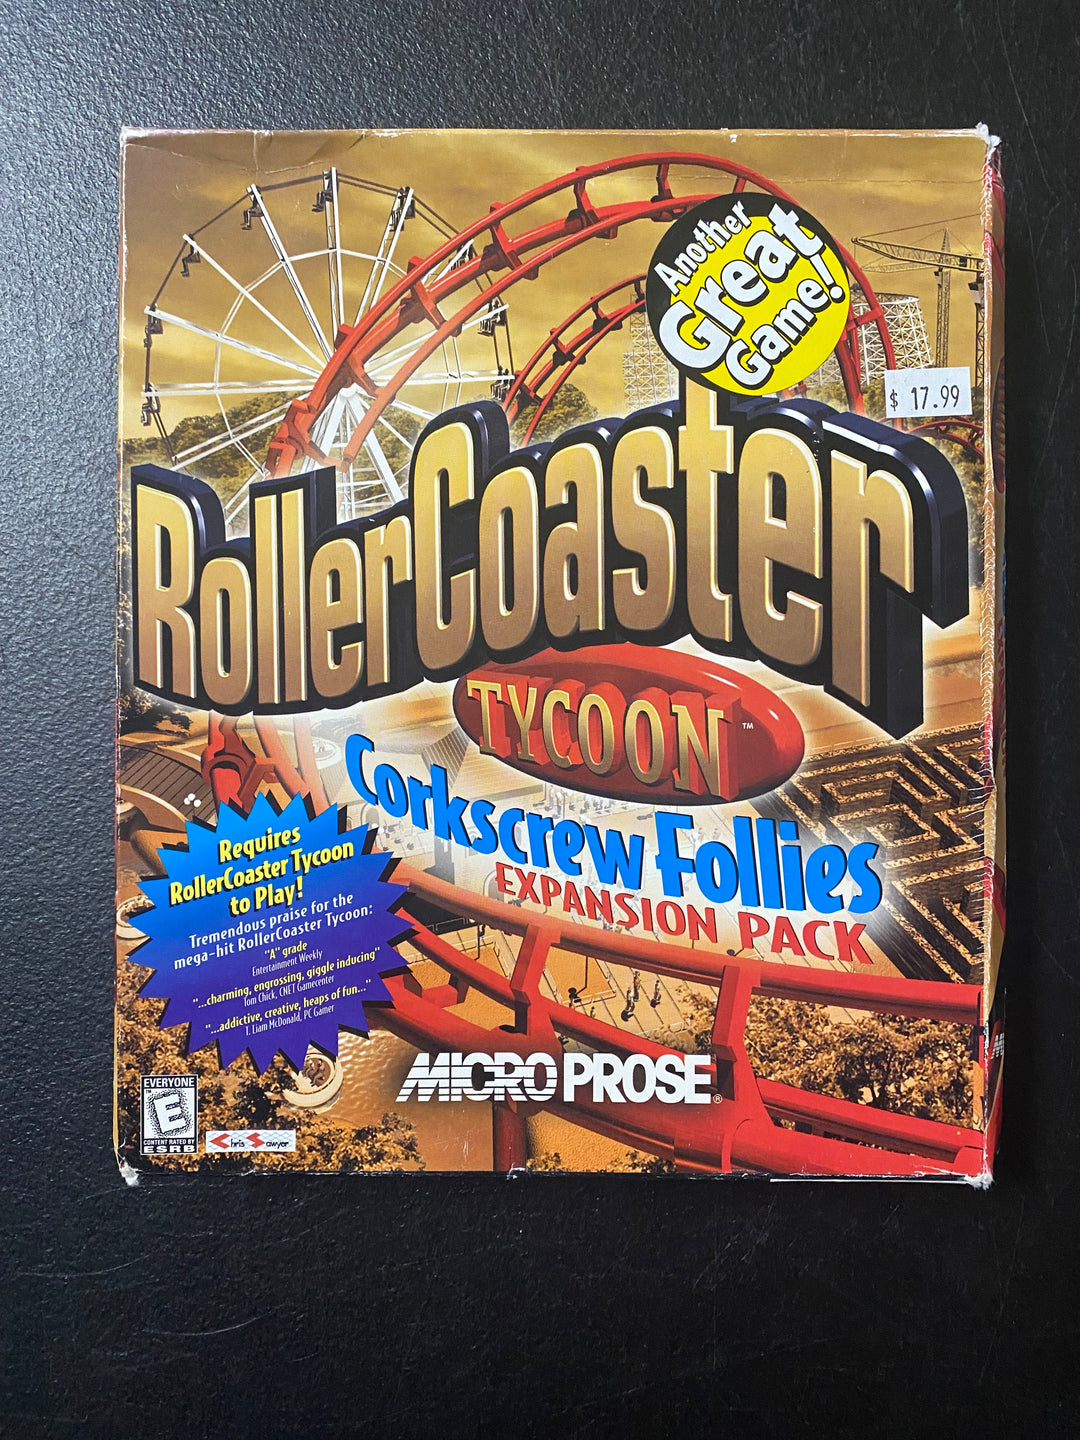 Another
Great
Game!
$ 17.99
RollerCoaster
TYCOON™
Corkscrew Follies
EXPANSION PACK
Requires
RollerCoaster Tycoon
to Play!
Tremendous praise for the
mega-hit RollerCoaster Tycoon:
"A" grade
Entertainment Weekly
"...charming, engrossing, giggle inducing"
Tom Chick, CNET Gamecenter
"...addictive, creative, heaps of fun..."
T. Liam McDonald, PC Gamer
MICROPROSE®
EVERYONE
E
CONTENT RATED BY
ESRB
Chris Sawyer